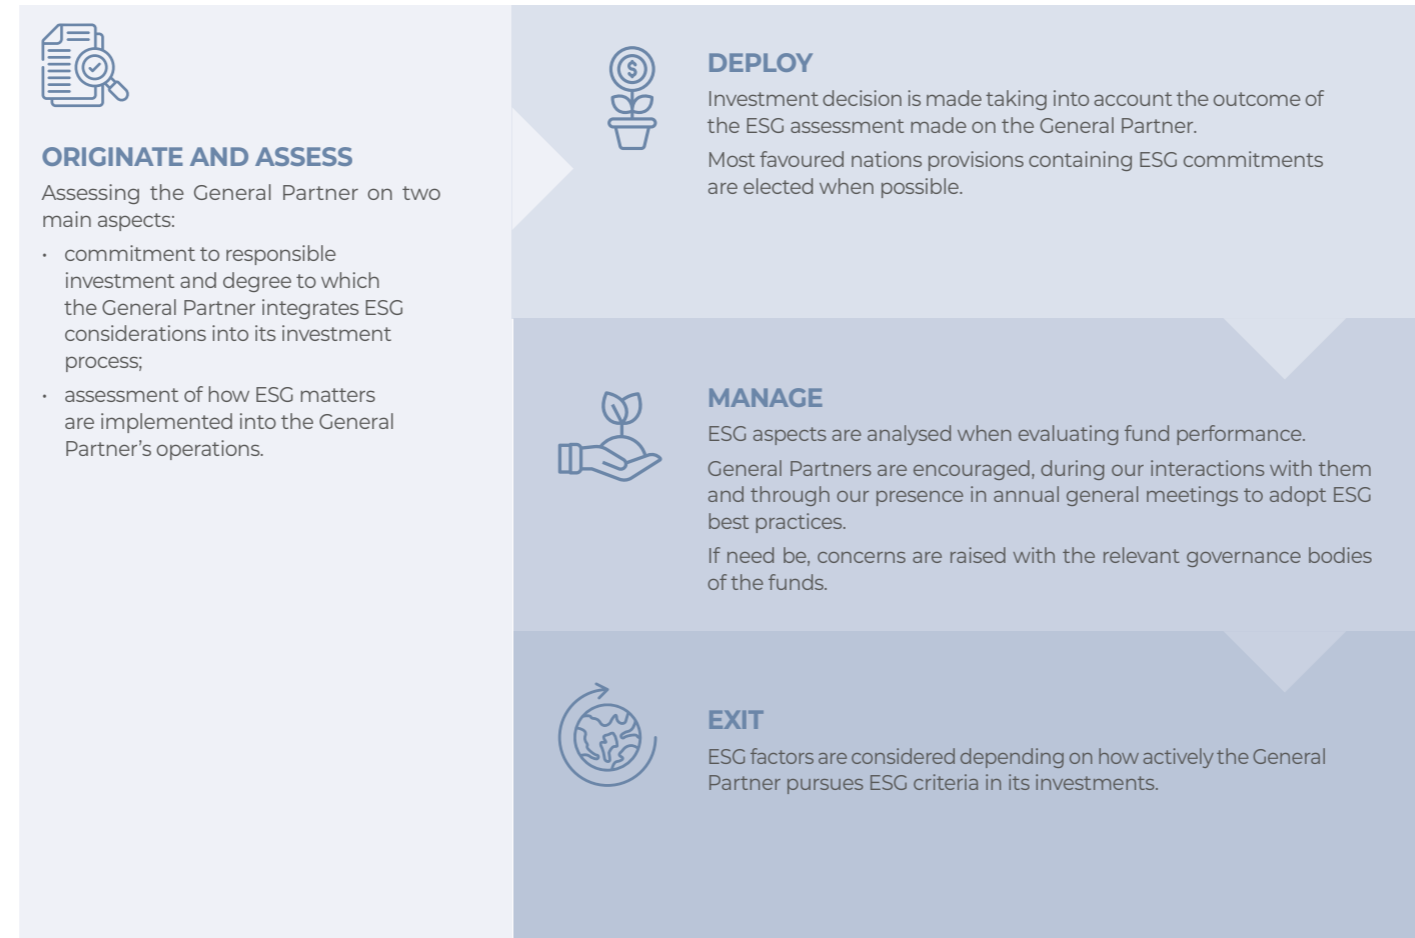 ORIGINATE AND ASSESS
Assessing the General Partner on two
main aspects:
• commitment to responsible
investment and degree to which
the General Partner integrates ESG
considerations into its investment
process;
• assessment of how ESG matters
are implemented into the General
Partner’s operations.
$
DEPLOY
Investment decision is made taking into account the outcome of
the ESG assessment made on the General Partner.
Most favoured nations provisions containing ESG commitments
are elected when possible.
MANAGE
ESG aspects are analysed when evaluating fund performance.
General Partners are encouraged, during our interactions with them
and through our presence in annual general meetings to adopt ESG
best practices.
If need be, concerns are raised with the relevant governance bodies
of the funds.
EXIT
ESG factors are considered depending on how actively the General
Partner pursues ESG criteria in its investments.